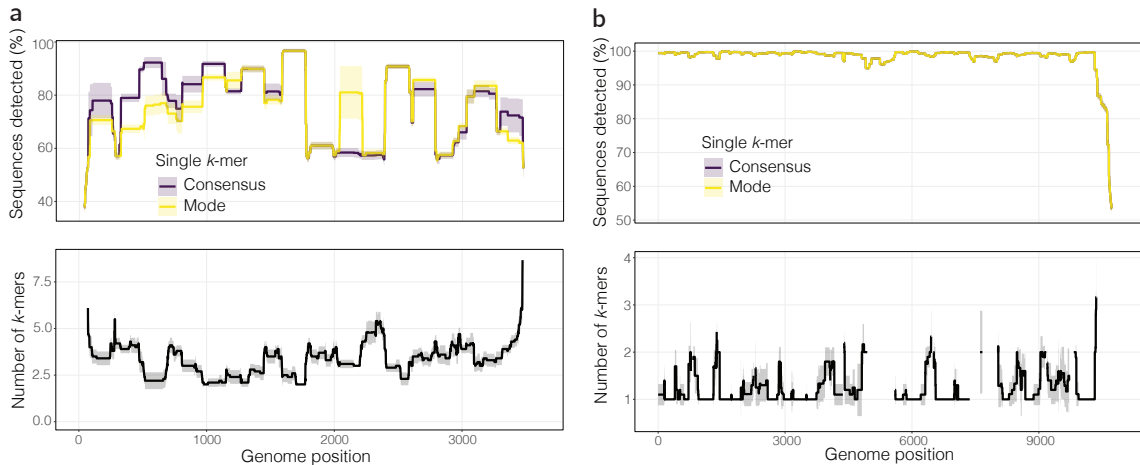 a
Sequences detected (%)
100
80
60
40
Single k-mer
Consensus
Mode
Number of k-mers
7.5
5.0
2.5
0.0
0
1000
2000
3000
Genome position
b
Sequences detected (%)
100
90
80
70
60
50
Single k-mer
Consensus
Mode
Number of k-mers
4
3
2
1
0
3000
6000
9000
Genome position